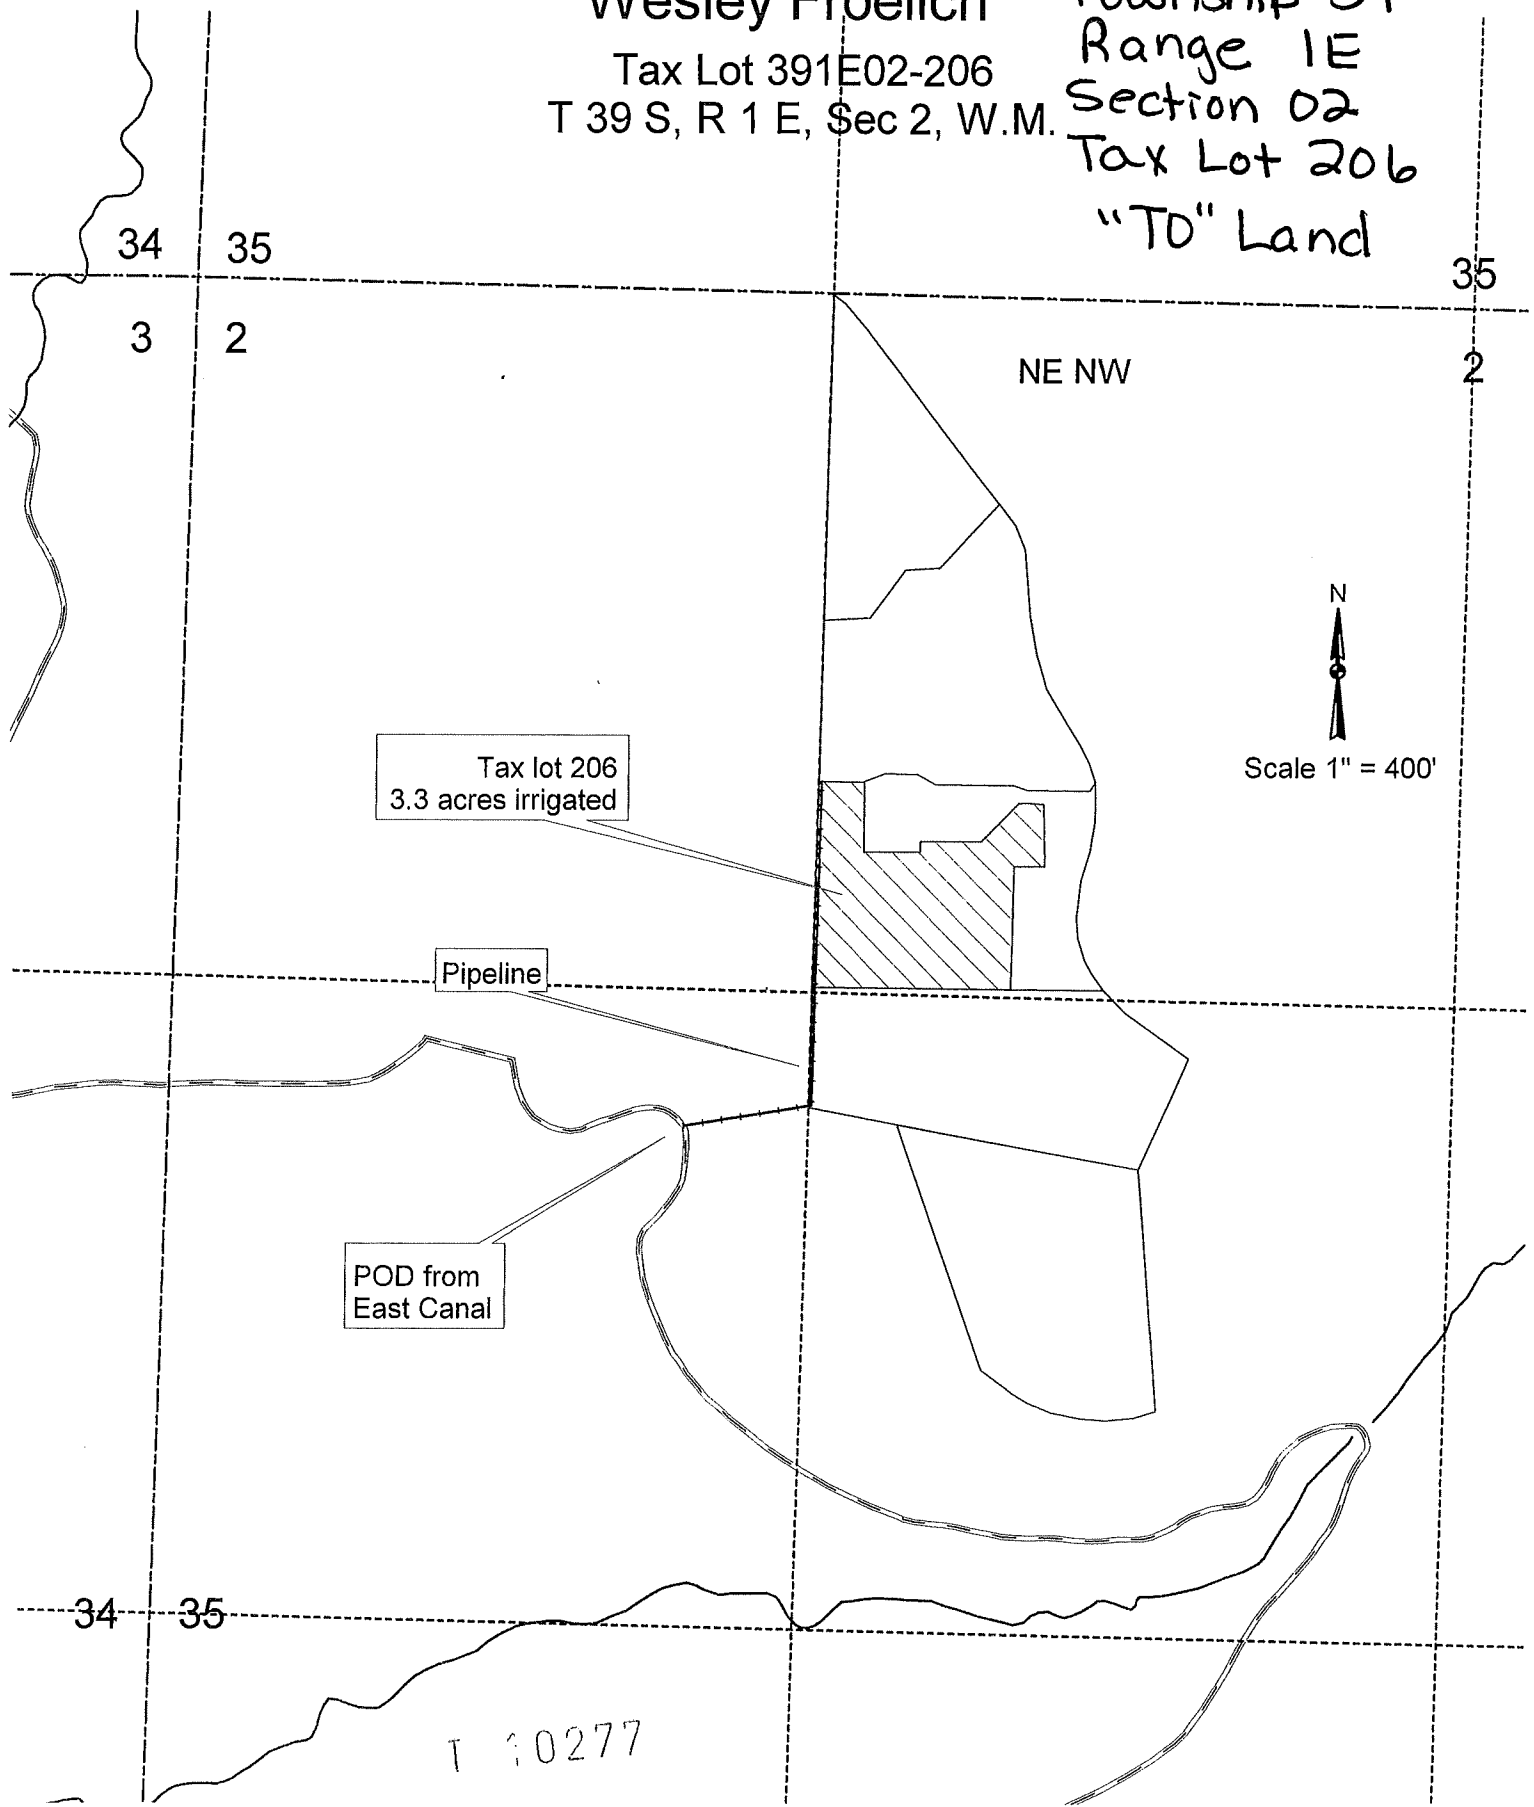 Wesley Froelich
Tax Lot 391E02-206
T 39 S, R 1 E, Sec 2, W.M.
Township 39
Range 1E
Section 02
Tax Lot 206
"TO" Land
34 35
35
3 2
2
NE NW
N
Scale 1" = 400'
Tax lot 206
3.3 acres irrigated
Pipeline
POD from
East Canal
34 35
T 10277